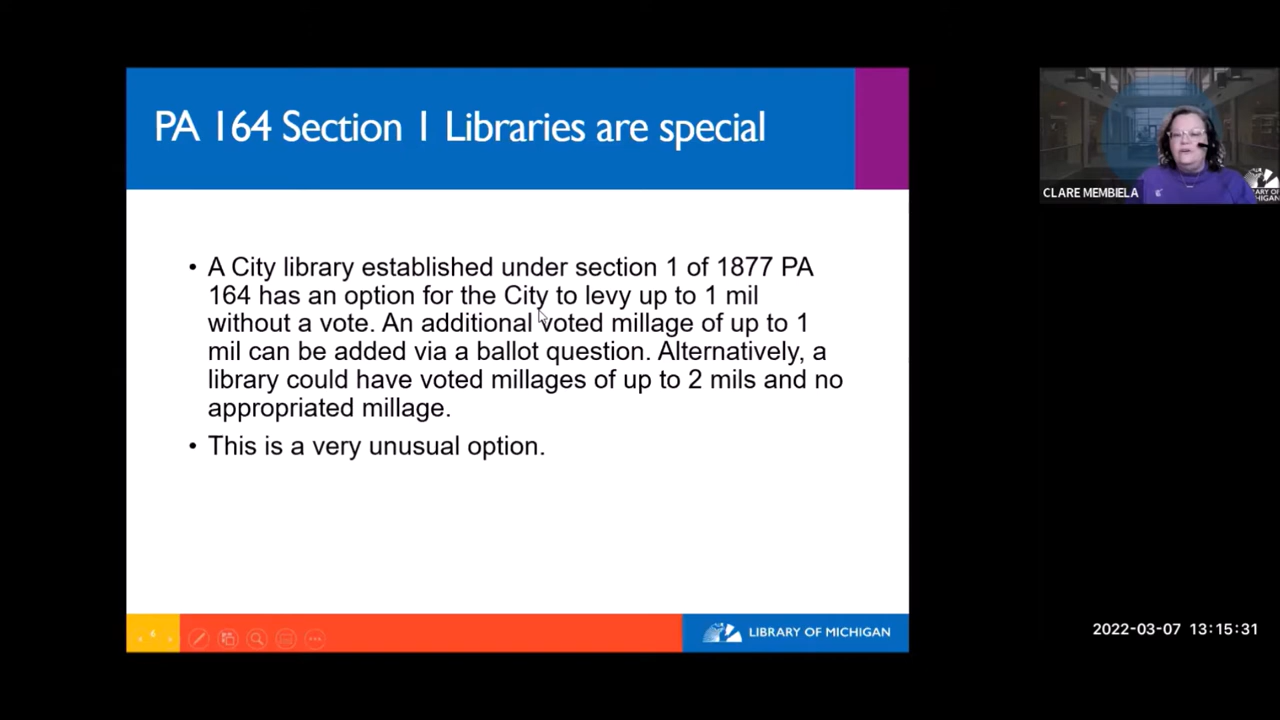 PA 164 Section 1 Libraries are special
• A City library established under section 1 of 1877 PA
164 has an option for the City to levy up to 1 mil
without a vote. An additional voted millage of up to 1
mil can be added via a ballot question. Alternatively, a
library could have voted millages of up to 2 mils and no
appropriated millage.
• This is a very unusual option.
6
LIBRARY OF MICHIGAN
CLARE MEMBIELA
2022-03-07 13:15:31